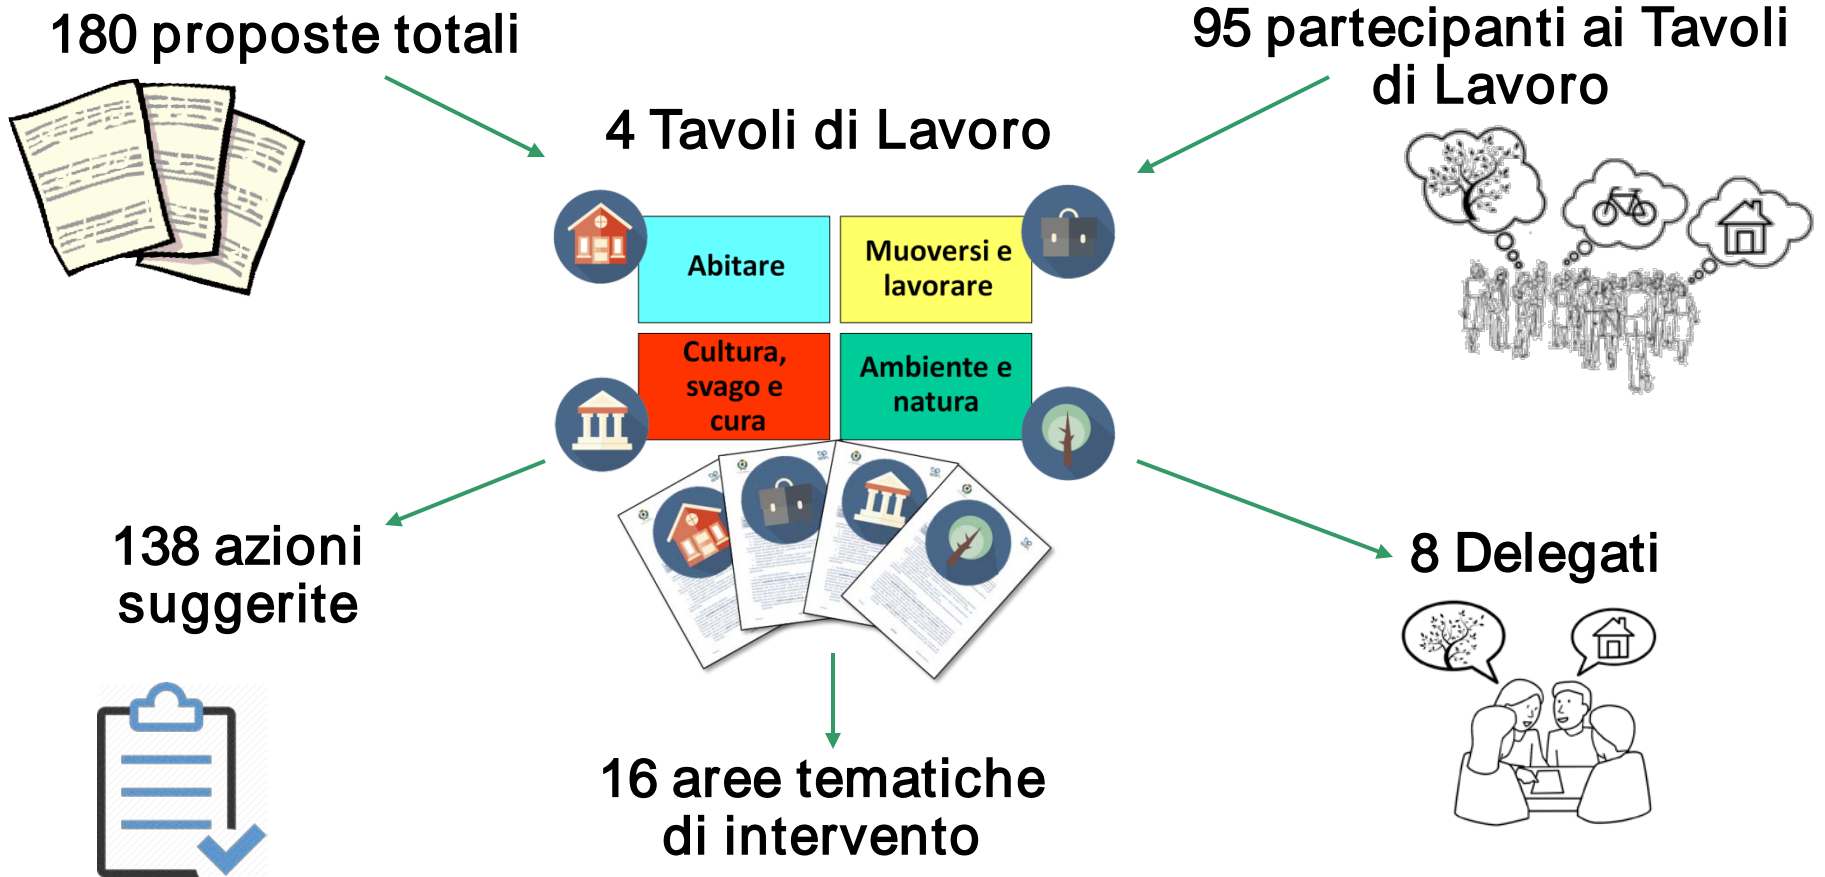 180 proposte totali
95 partecipanti ai Tavoli
di Lavoro
4 Tavoli di Lavoro
Abitare
Muoversi e
lavorare
Cultura,
svago e
cura
Ambiente e
natura
138 azioni
suggerite
8 Delegati
16 aree tematiche
di intervento